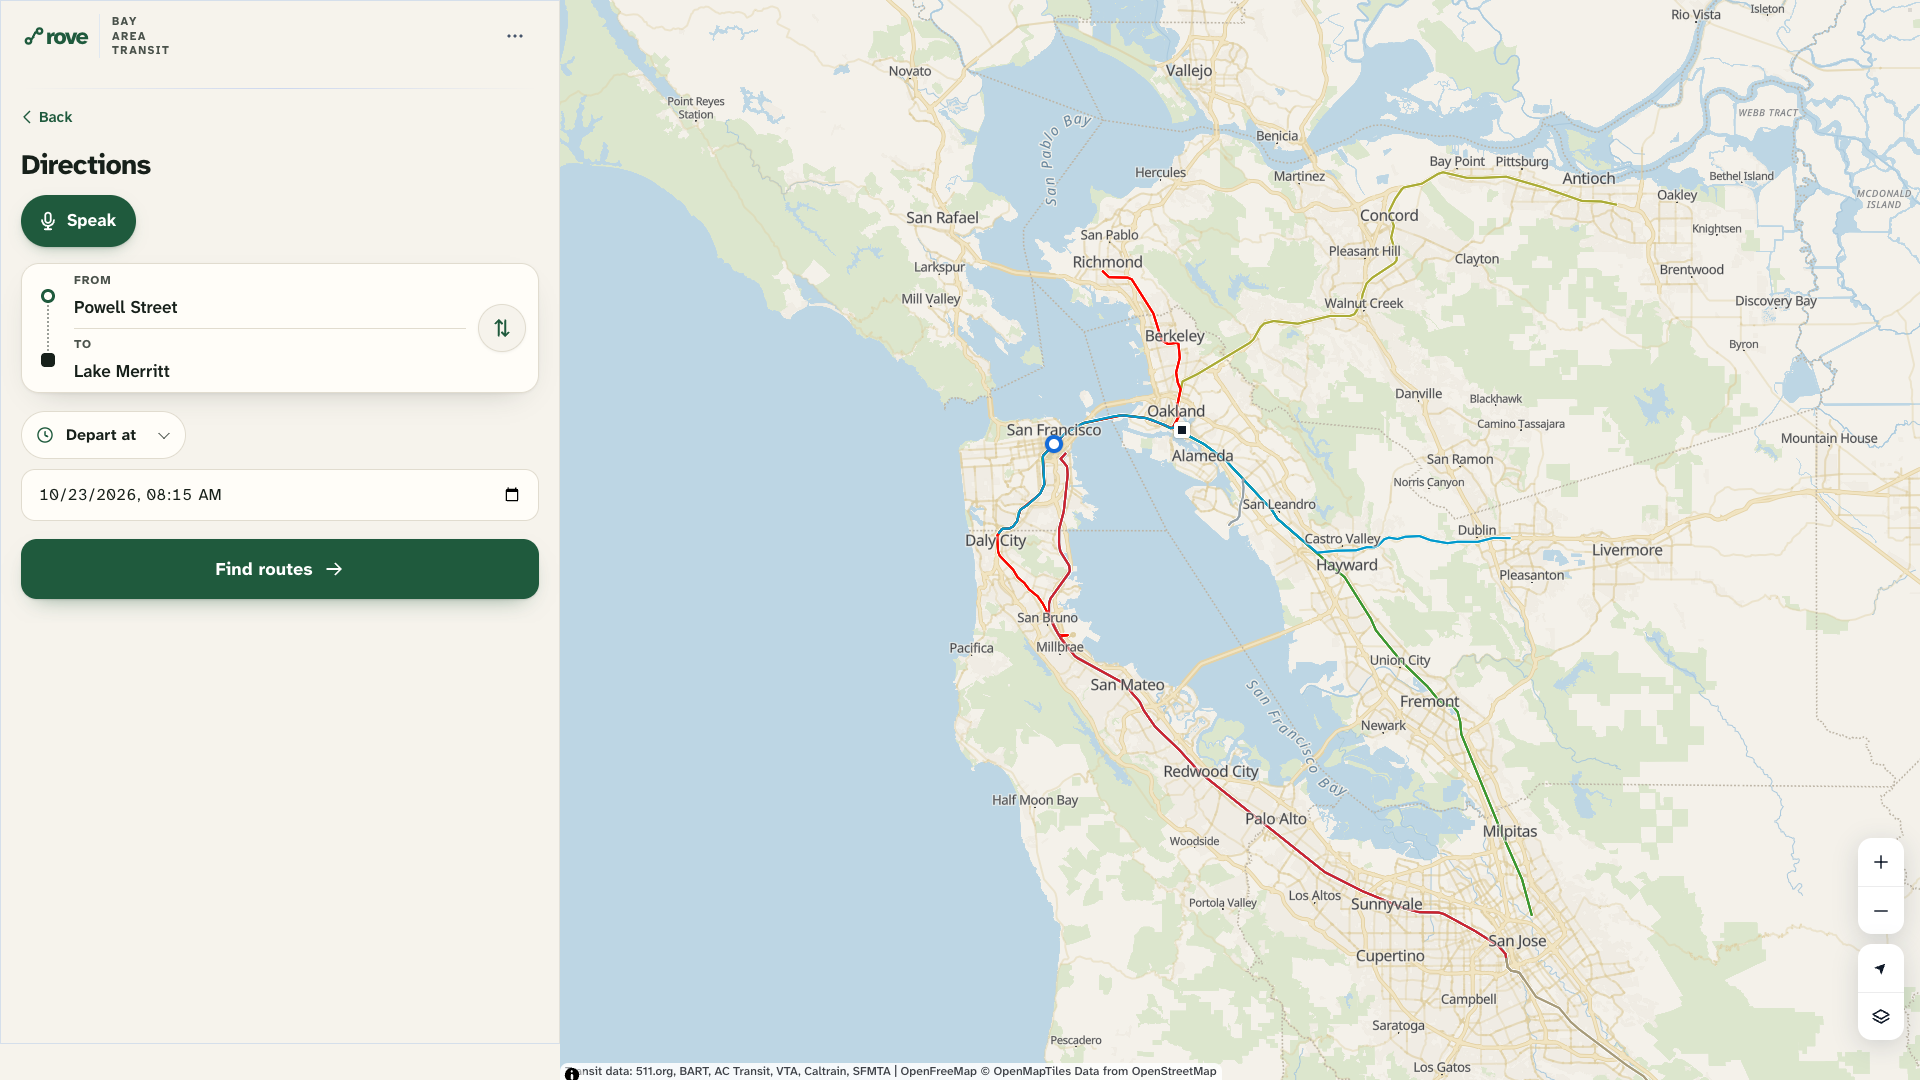 rove
BAY
AREA
TRANSIT
Back
Directions
Speak
FROM
Powell Street
TO
Lake Merritt
Depart at
10/23/2026, 08:15 AM
Find routes
Rio Vista
Isleton
Novato
Vallejo
Point Reyes
Station
San Pablo Bay
Benicia
WEBB TRACT
Hercules
Martinez
Bay Point
Pittsburg
Antioch
Bethel Island
Oakley
MCDONALD
ISLAND
San Rafael
Concord
San Pablo
Knightsen
Pleasant Hill
Clayton
Larkspur
Richmond
Brentwood
Mill Valley
Walnut Creek
Discovery Bay
Berkeley
Byron
Danville
Blackhawk
Oakland
San Francisco
Camino Tassajara
Mountain House
Alameda
San Ramon
Norris Canyon
San Leandro
Daly City
Castro Valley
Dublin
Livermore
Hayward
Pleasanton
San Bruno
Pacifica
Millbrae
Union City
San Mateo
San Francisco Bay
Fremont
Newark
Redwood City
Half Moon Bay
Palo Alto
Milpitas
Woodside
Los Altos
Portola Valley
Sunnyvale
San Jose
Cupertino
Campbell
Saratoga
Pescadero
Los Gatos
nsit data: 511.org, BART, AC Transit, VTA, Caltrain, SFMTA | OpenFreeMap © OpenMapTiles Data from OpenStreetMap